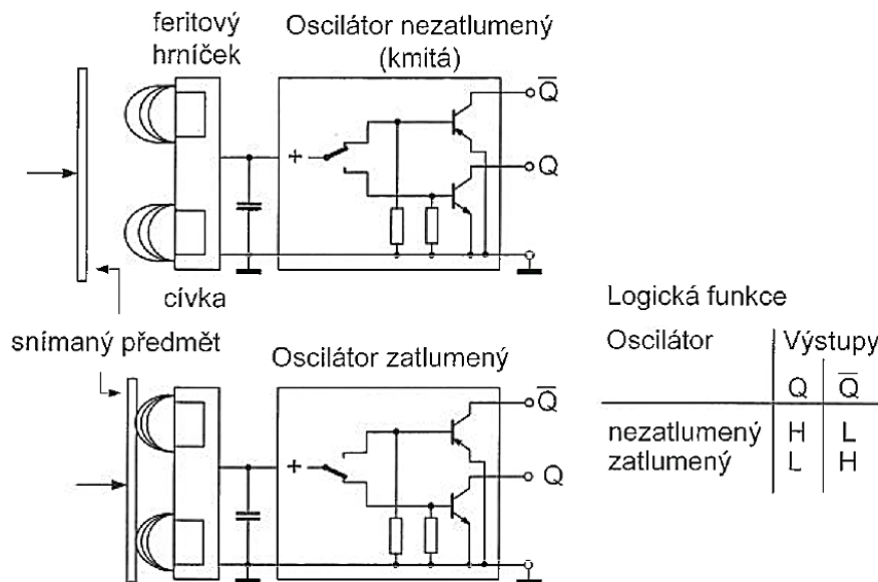 feritový
hrníček
Oscilátor nezatlumený
(kmitá)
Q̅
Q
+
cívka
snímaný předmět
Oscilátor zatlumený
Q̅
Q
+
Logická funkce
Oscilátor Výstupy
Q Q̅
nezatlumený H L
zatlumený L H